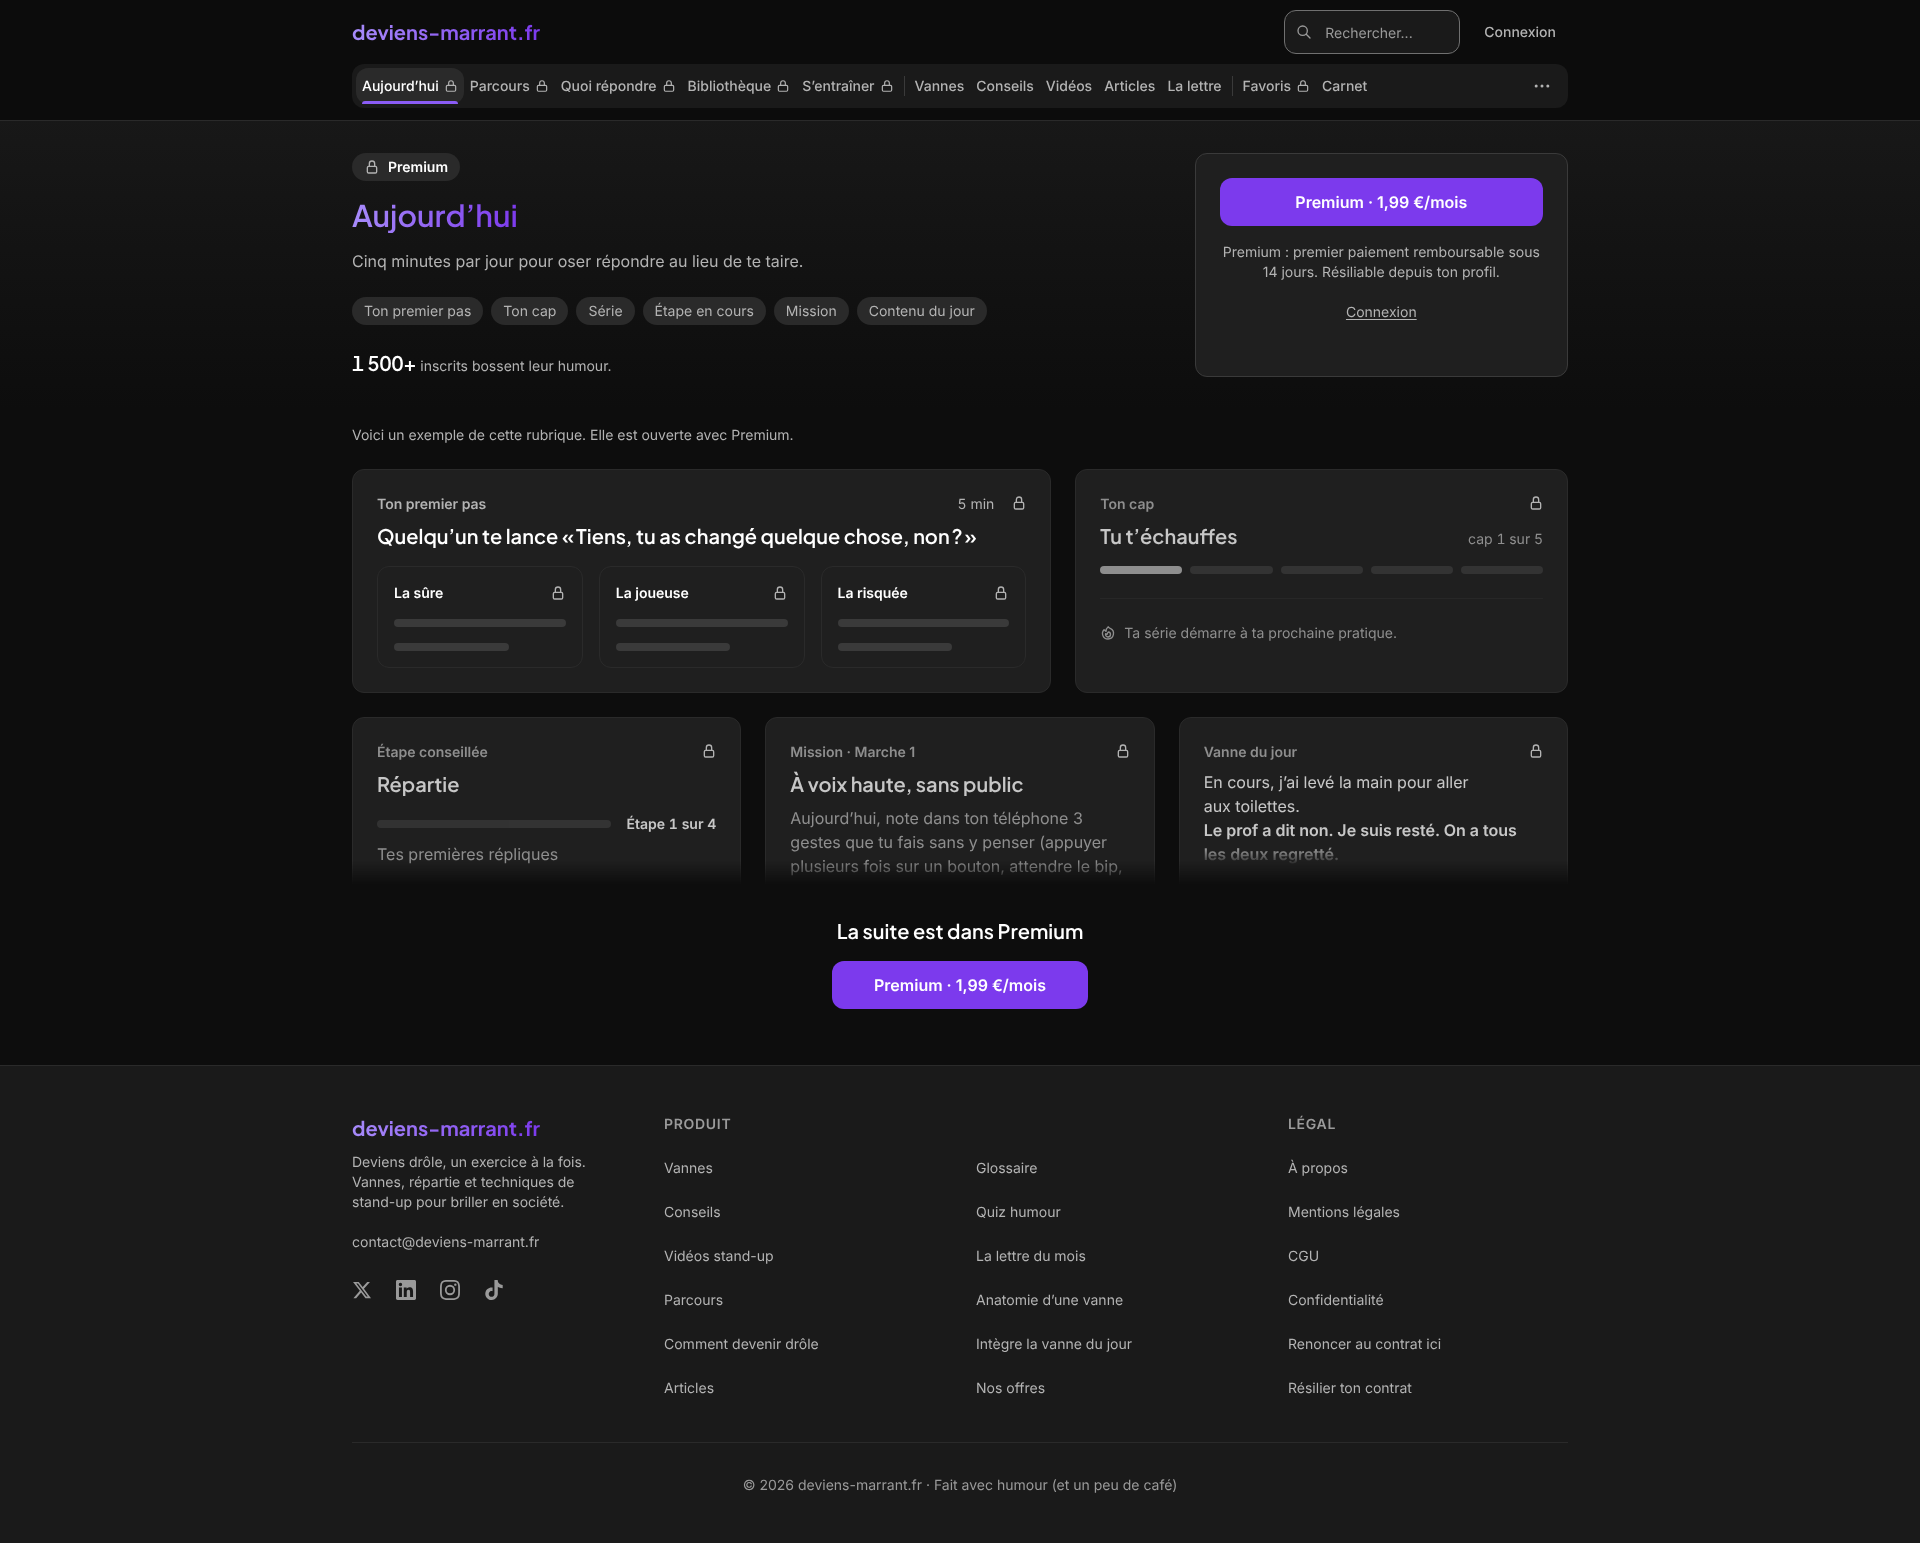 deviens-marrant.fr
Rechercher...
Connexion
Aujourd’hui
Parcours
Quoi répondre
Bibliothèque
S’entraîner
Vannes
Conseils
Vidéos
Articles
La lettre
Favoris
Carnet
Premium
Aujourd’hui
Cinq minutes par jour pour oser répondre au lieu de te taire.
Ton premier pas
Ton cap
Série
Étape en cours
Mission
Contenu du jour
1 500+ inscrits bossent leur humour.
Premium · 1,99 €/mois
Premium : premier paiement remboursable sous
14 jours. Résiliable depuis ton profil.
Connexion
Voici un exemple de cette rubrique. Elle est ouverte avec Premium.
Ton premier pas
5 min
Quelqu’un te lance « Tiens, tu as changé quelque chose, non ? »
La sûre
La joueuse
La risquée
Ton cap
Tu t’échauffes
cap 1 sur 5
Ta série démarre à ta prochaine pratique.
Étape conseillée
Répartie
Étape 1 sur 4
Tes premières répliques
Mission · Marche 1
À voix haute, sans public
Aujourd’hui, note dans ton téléphone 3
gestes que tu fais sans y penser (appuyer
plusieurs fois sur un bouton, attendre le bip,
Vanne du jour
En cours, j’ai levé la main pour aller
aux toilettes.
Le prof a dit non. Je suis resté. On a tous
les deux regretté.
La suite est dans Premium
Premium · 1,99 €/mois
deviens-marrant.fr
Deviens drôle, un exercice à la fois.
Vannes, répartie et techniques de
stand-up pour briller en société.
contact@deviens-marrant.fr
PRODUIT
Vannes
Conseils
Vidéos stand-up
Parcours
Comment devenir drôle
Articles
Glossaire
Quiz humour
La lettre du mois
Anatomie d’une vanne
Intègre la vanne du jour
Nos offres
LÉGAL
À propos
Mentions légales
CGU
Confidentialité
Renoncer au contrat ici
Résilier ton contrat
© 2026 deviens-marrant.fr · Fait avec humour (et un peu de café)